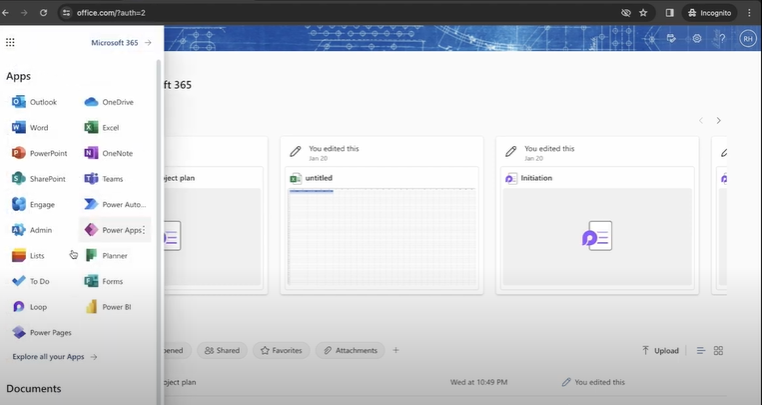 office.com/?auth=2
Incognito
Microsoft 365 →
? RH
Apps
ft 365
Outlook OneDrive
Word Excel
PowerPoint OneNote
SharePoint Teams
Engage Power Auto...
Admin Power Apps
Lists Planner
To Do Forms
Loop Power BI
Power Pages
Explore all your Apps →
Documents
oject plan
You edited this
Jan 20
untitled
You edited this
Jan 20
Initiation
ened Shared Favorites Attachments +
Upload
oject plan Wed at 10:49 PM You edited this